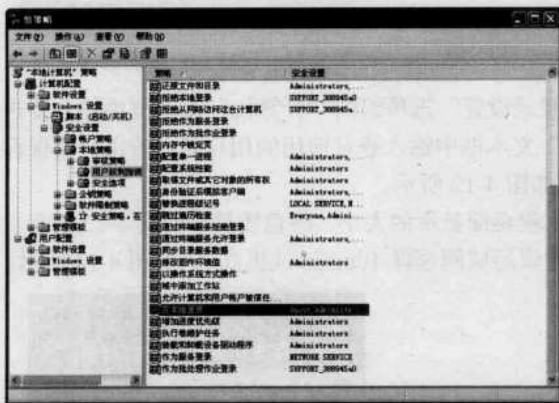 组策略
文件(F) 操作(A) 查看(V) 帮助(H)
“本地计算机”策略
计算机配置
软件设置
Windows 设置
脚本 (启动/关机)
安全设置
帐户策略
本地策略
审核策略
用户权利指派
安全选项
公钥策略
软件限制策略
IP 安全策略，在
管理模板
用户配置
软件设置
Windows 设置
管理模板
策略 安全设置
还原文件和目录 Administrators,...
拒绝本地登录 SUPPORT_388945a0
拒绝从网络访问这台计算机 SUPPORT_388945a0,...
拒绝作为服务登录
拒绝作为批作业登录
内存中锁定页
配置单一进程 Administrators,...
配置系统性能 Administrators
取得文件或其它对象的所有权 Administrators
身份验证后模拟客户端 Administrators,...
替换进程级记号 LOCAL SERVICE,N...
跳过遍历检查 Everyone,Admini...
通过终端服务拒绝登录
通过终端服务允许登录 Administrators,...
同步目录服务数据
修改固件环境值 Administrators
以操作系统方式操作
域中添加工作站
允许计算机和用户帐户被信任
在本地登录
增加进度优先级 Administrators
执行卷维护任务 Administrators
装载和卸载设备驱动程序 Administrators
作为服务登录 NETWORK SERVICE
作为批处理作业登录 SUPPORT_388945a0